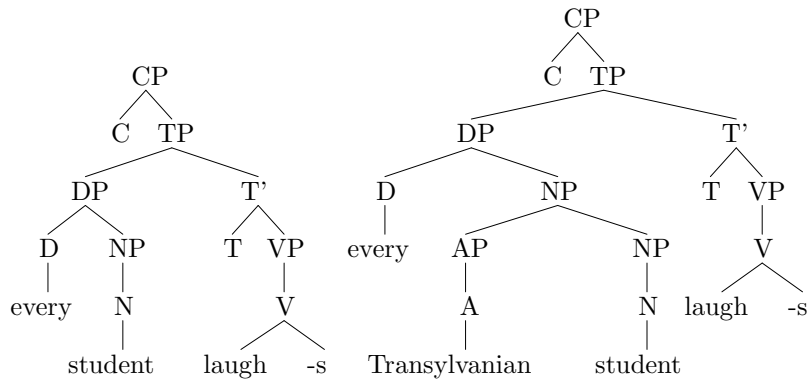 CP
C TP
DP T'
D NP T VP
every N V
student laugh -s
CP
C TP
DP T'
D NP T VP
every AP NP V
A N laugh -s
Transylvanian student